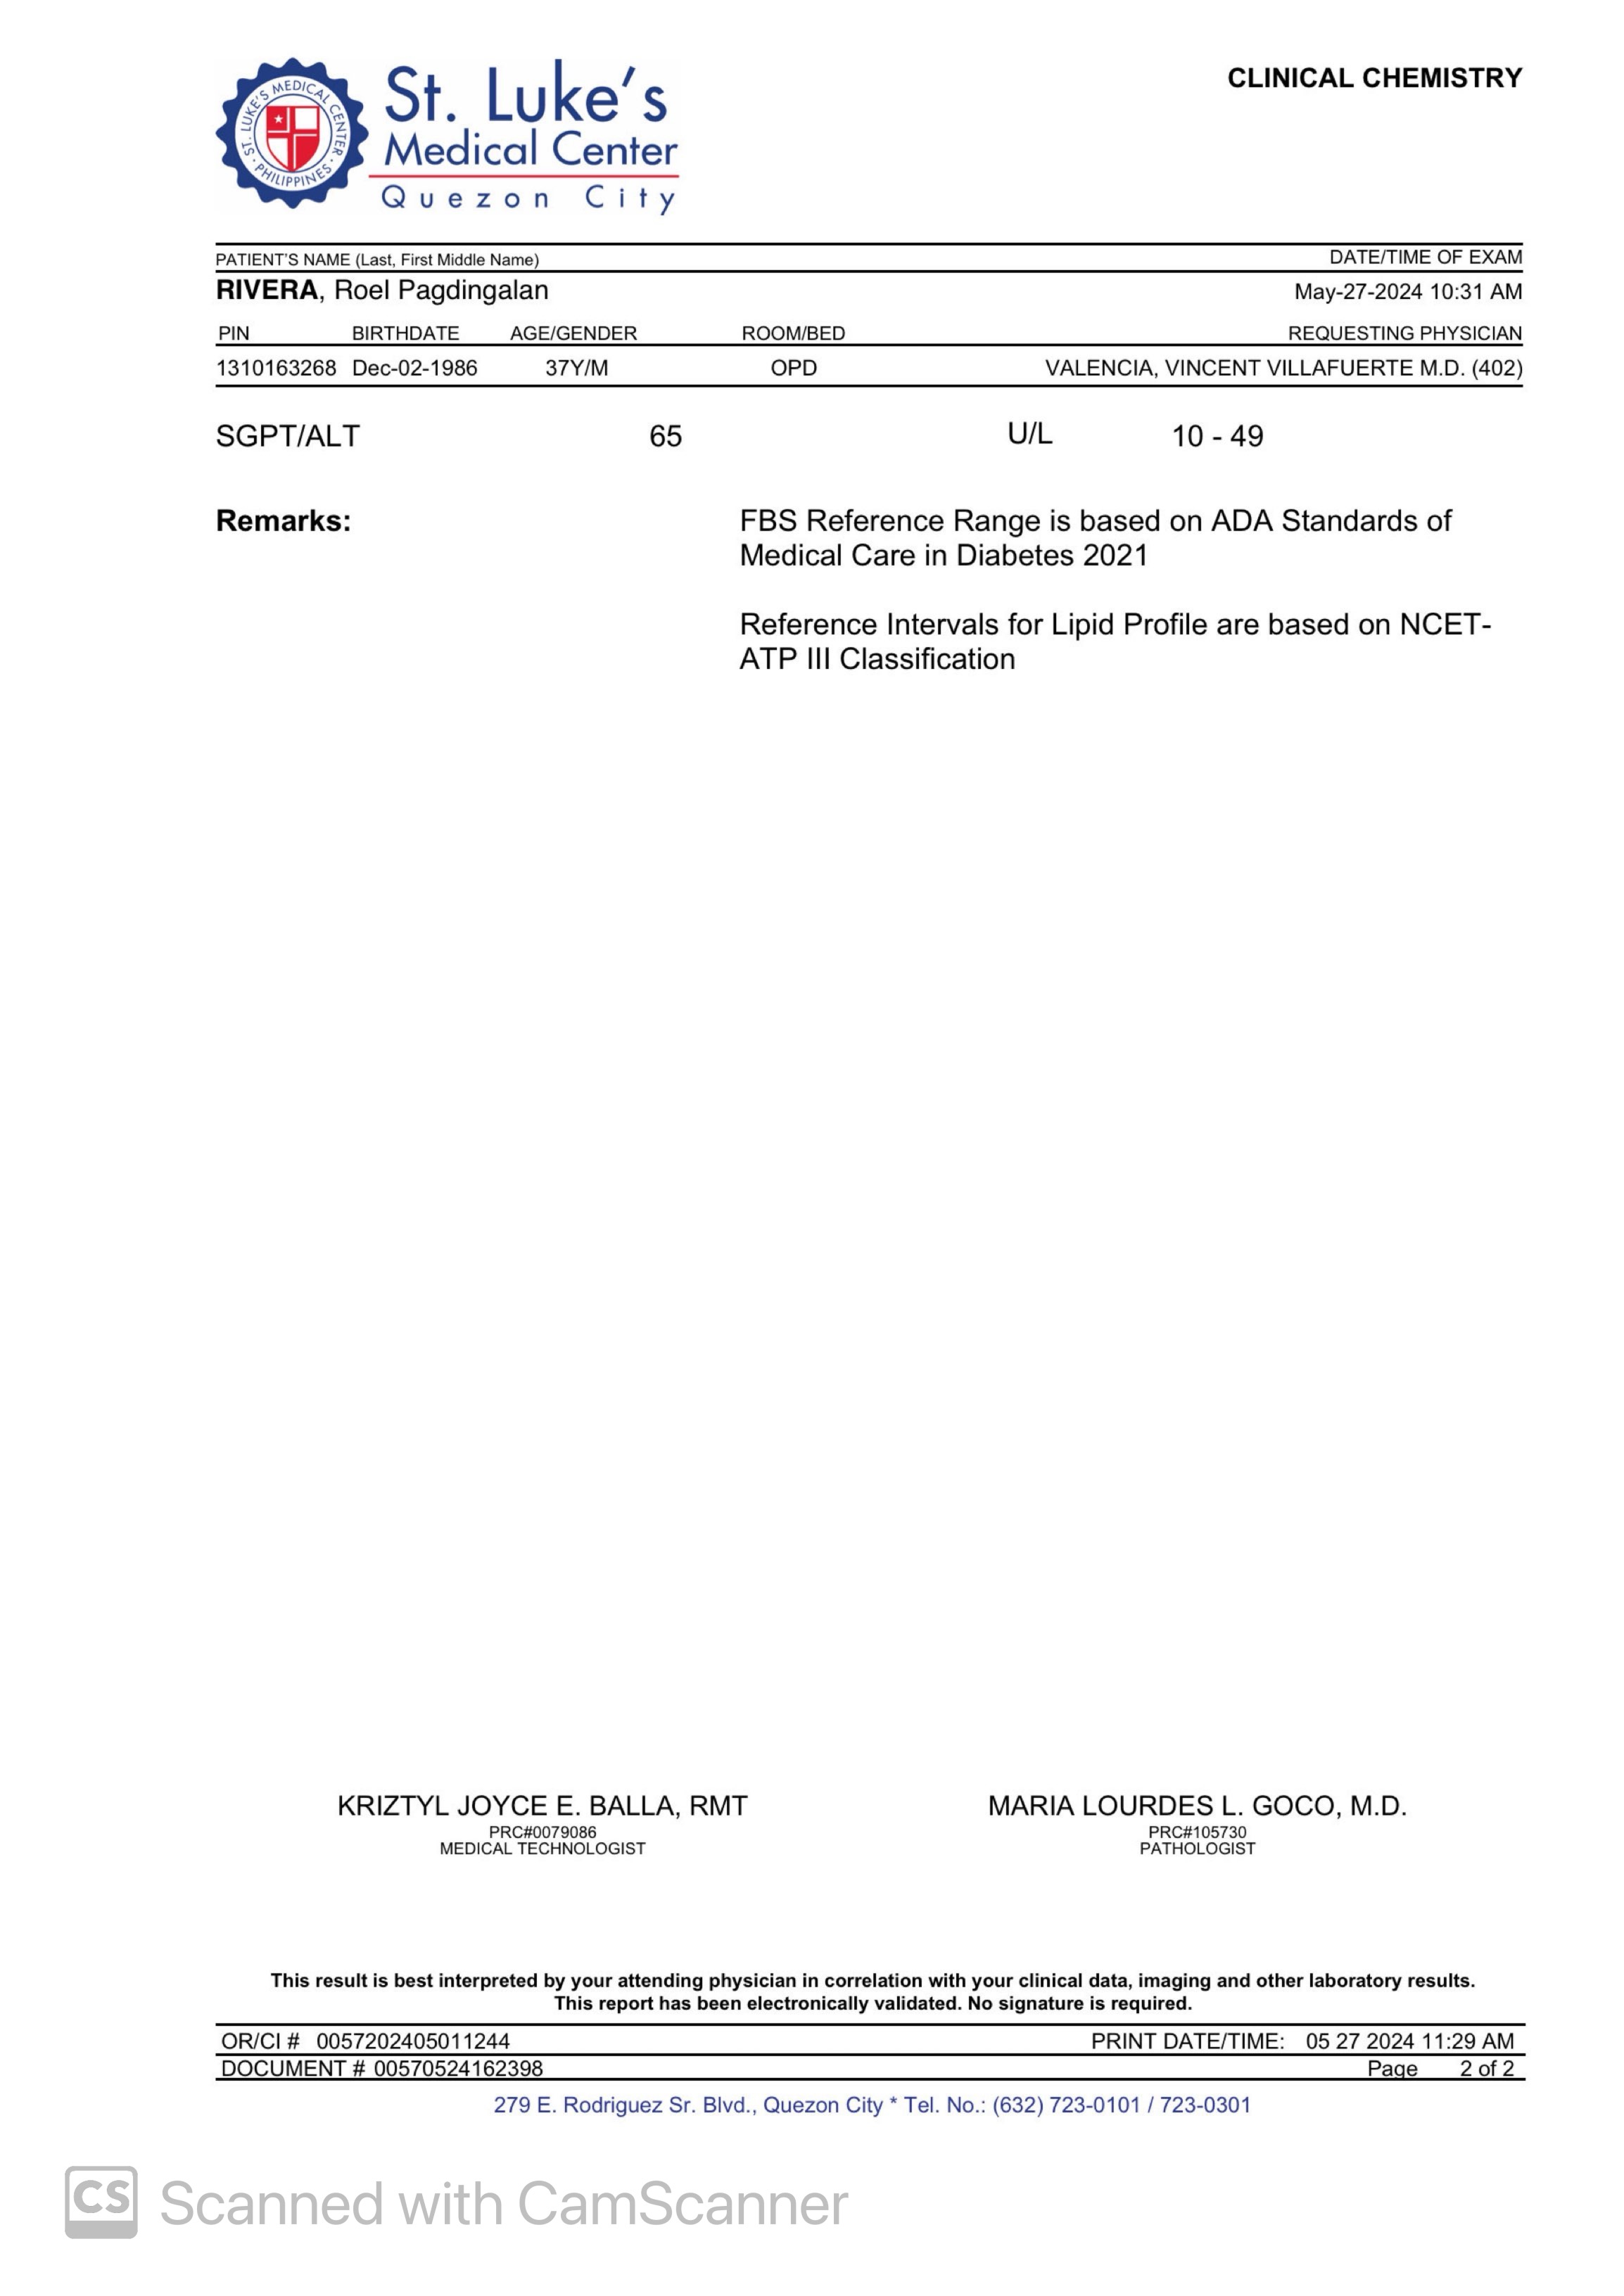 ST. LUKE'S MEDICAL CENTER · PHILIPPINES ·
St. Luke's
Medical Center
Quezon City
CLINICAL CHEMISTRY
PATIENT'S NAME (Last, First Middle Name) DATE/TIME OF EXAM
RIVERA, Roel Pagdingalan May-27-2024 10:31 AM
PIN BIRTHDATE AGE/GENDER ROOM/BED REQUESTING PHYSICIAN
1310163268 Dec-02-1986 37Y/M OPD VALENCIA, VINCENT VILLAFUERTE M.D. (402)
SGPT/ALT 65 U/L 10 - 49
Remarks: FBS Reference Range is based on ADA Standards of
Medical Care in Diabetes 2021
Reference Intervals for Lipid Profile are based on NCET-
ATP III Classification
KRIZTYL JOYCE E. BALLA, RMT MARIA LOURDES L. GOCO, M.D.
PRC#0079086 PRC#105730
MEDICAL TECHNOLOGIST PATHOLOGIST
This result is best interpreted by your attending physician in correlation with your clinical data, imaging and other laboratory results.
This report has been electronically validated. No signature is required.
OR/CI # 0057202405011244 PRINT DATE/TIME: 05 27 2024 11:29 AM
DOCUMENT # 00570524162398 Page 2 of 2
279 E. Rodriguez Sr. Blvd., Quezon City * Tel. No.: (632) 723-0101 / 723-0301
CS Scanned with CamScanner